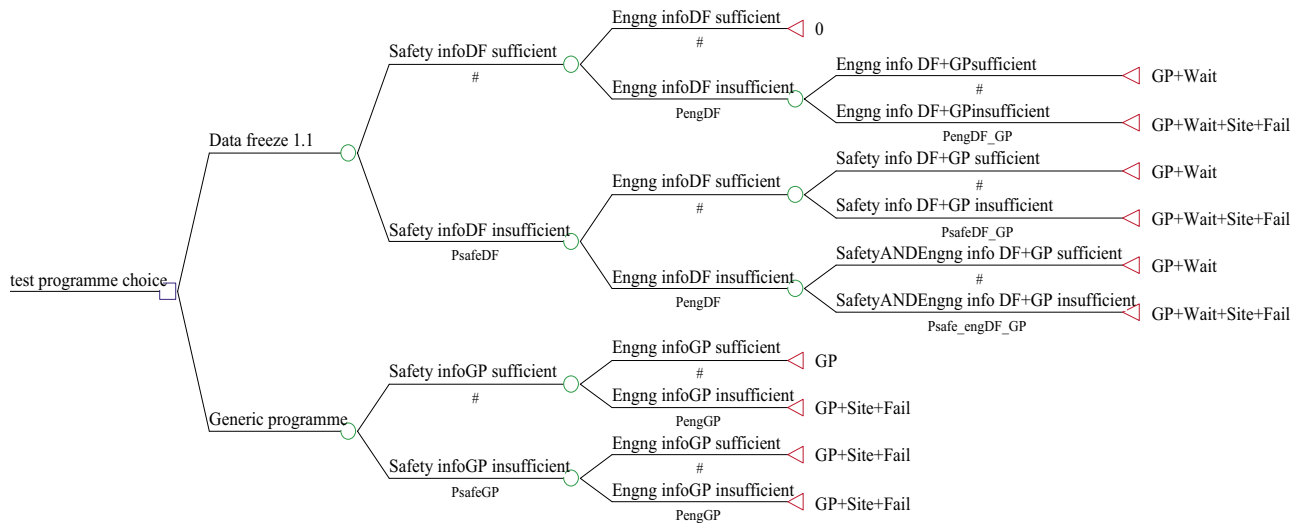 Engng infoDF sufficient
#
0
Safety infoDF sufficient
#
Engng info DF+GPsufficient
#
GP+Wait
Engng infoDF insufficient
PengDF
Engng info DF+GPinsufficient
PengDF_GP
GP+Wait+Site+Fail
Data freeze 1.1
Safety info DF+GP sufficient
#
GP+Wait
Engng infoDF sufficient
#
Safety info DF+GP insufficient
PsafeDF_GP
GP+Wait+Site+Fail
Safety infoDF insufficient
PsafeDF
SafetyANDEngng info DF+GP sufficient
#
GP+Wait
Engng infoDF insufficient
PengDF
SafetyANDEngng info DF+GP insufficient
Psafe_engDF_GP
GP+Wait+Site+Fail
test programme choice
Engng infoGP sufficient
#
GP
Safety infoGP sufficient
#
Engng infoGP insufficient
PengGP
GP+Site+Fail
Generic programme
Engng infoGP sufficient
#
GP+Site+Fail
Safety infoGP insufficient
PsafeGP
Engng infoGP insufficient
PengGP
GP+Site+Fail